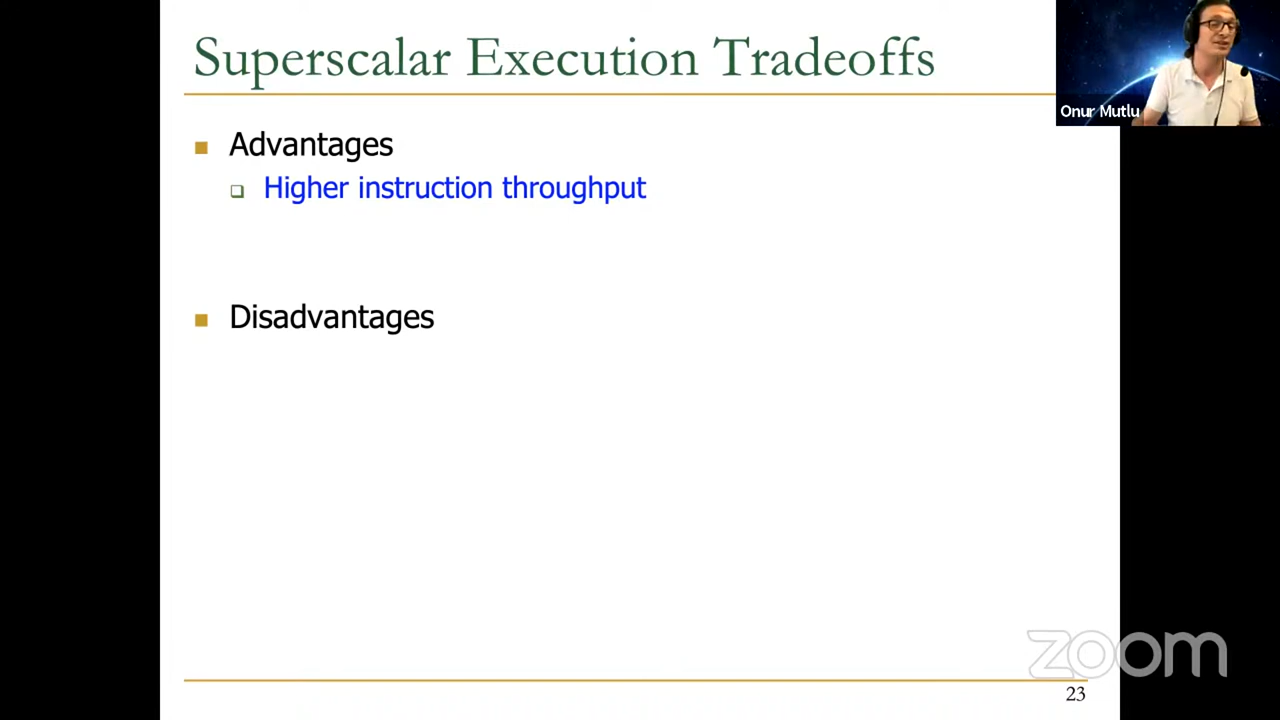 Superscalar Execution Tradeoffs
Onur Mutlu
Advantages
Higher instruction throughput
Disadvantages
zoom
23